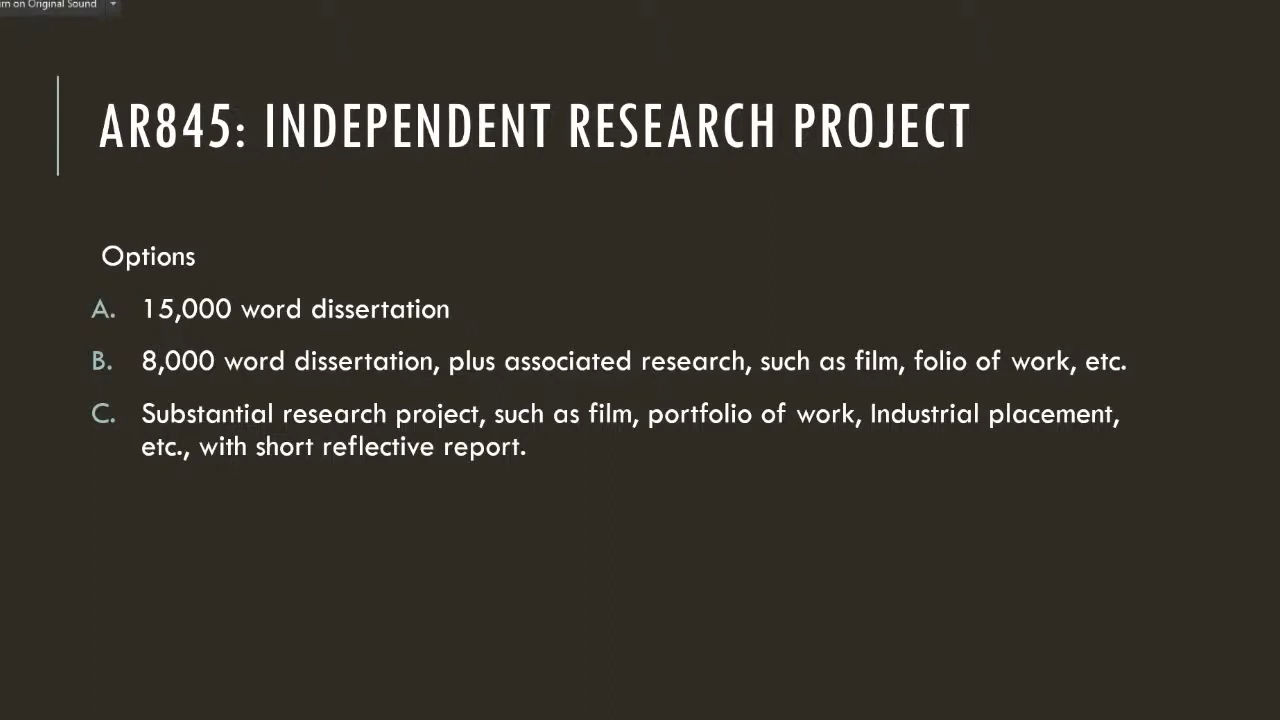 on Original Sound
AR845: INDEPENDENT RESEARCH PROJECT
Options
A. 15,000 word dissertation
B. 8,000 word dissertation, plus associated research, such as film, folio of work, etc.
C. Substantial research project, such as film, portfolio of work, Industrial placement,
etc., with short reflective report.